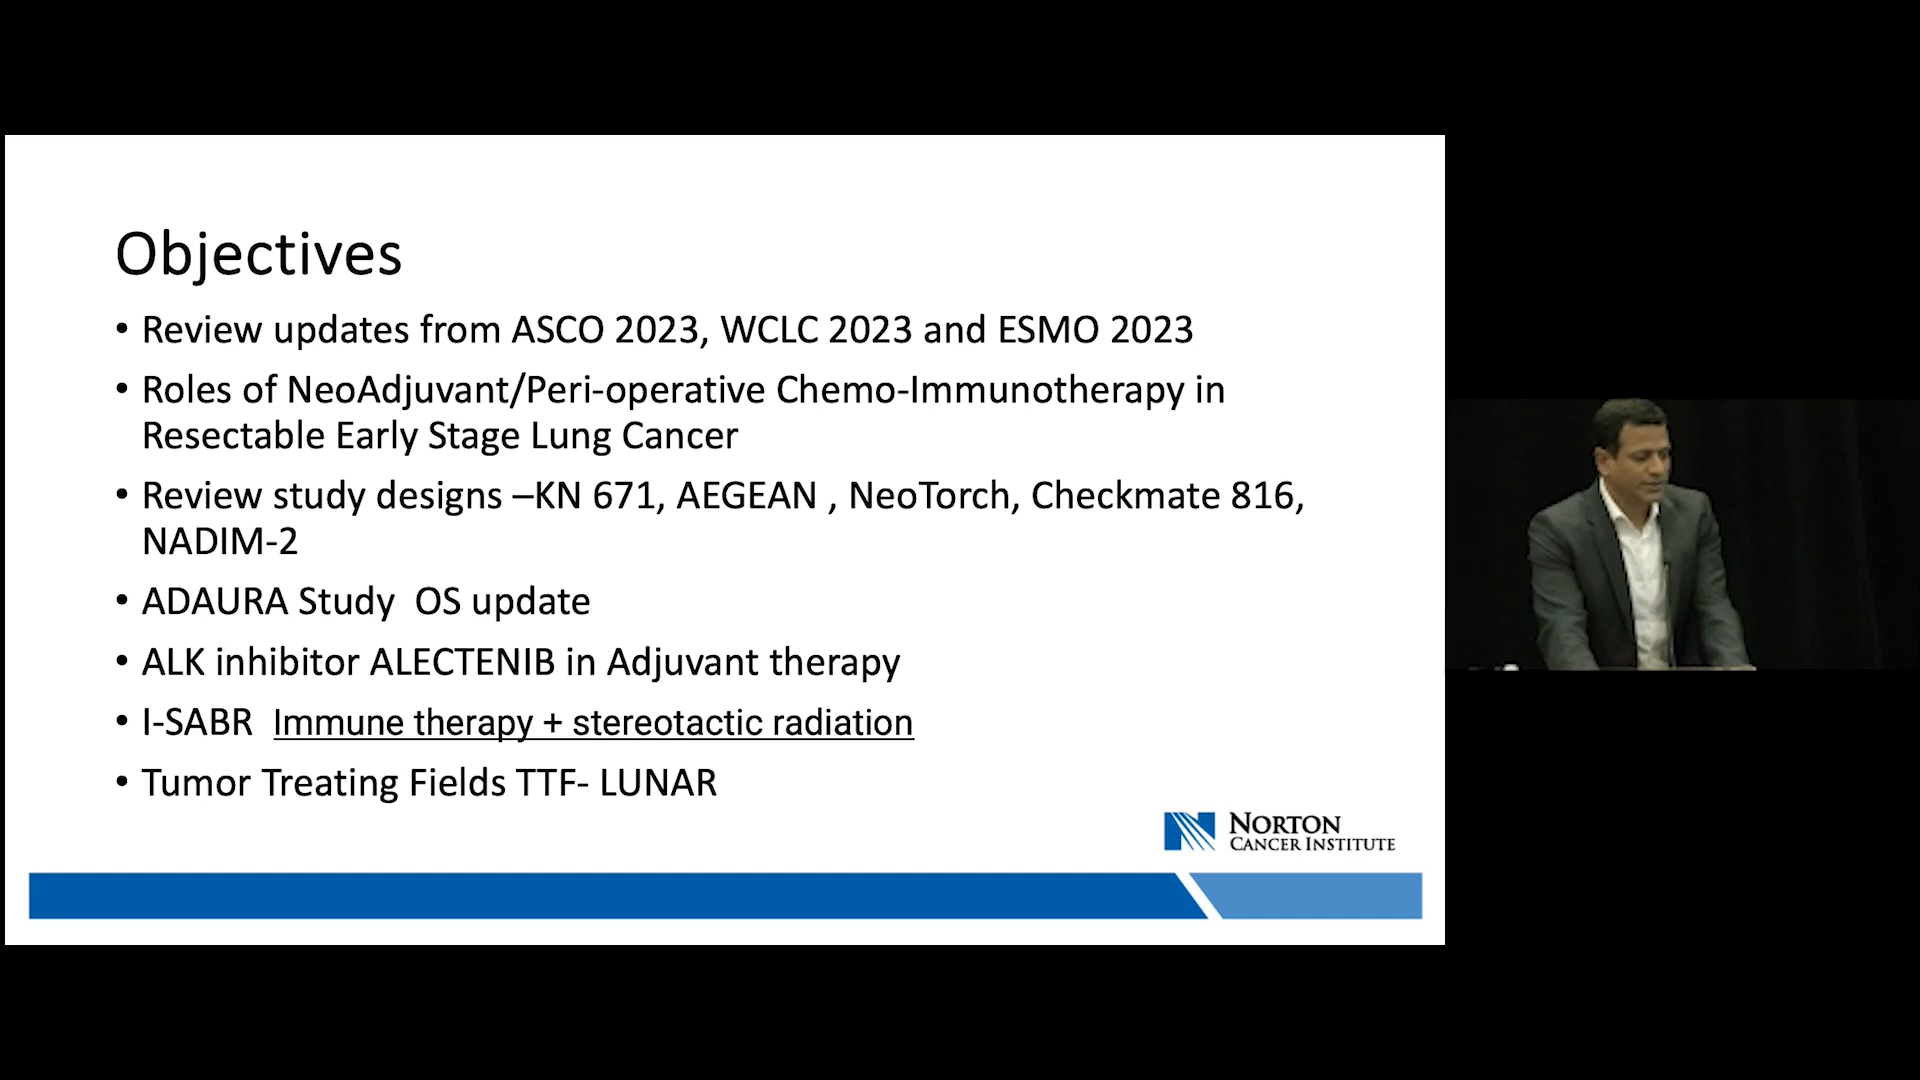 Objectives
• Review updates from ASCO 2023, WCLC 2023 and ESMO 2023
• Roles of NeoAdjuvant/Peri-operative Chemo-Immunotherapy in
Resectable Early Stage Lung Cancer
• Review study designs –KN 671, AEGEAN , NeoTorch, Checkmate 816,
NADIM-2
• ADAURA Study  OS update
• ALK inhibitor ALECTENIB in Adjuvant therapy
• I-SABR  Immune therapy + stereotactic radiation
• Tumor Treating Fields TTF- LUNAR
NORTON
CANCER INSTITUTE